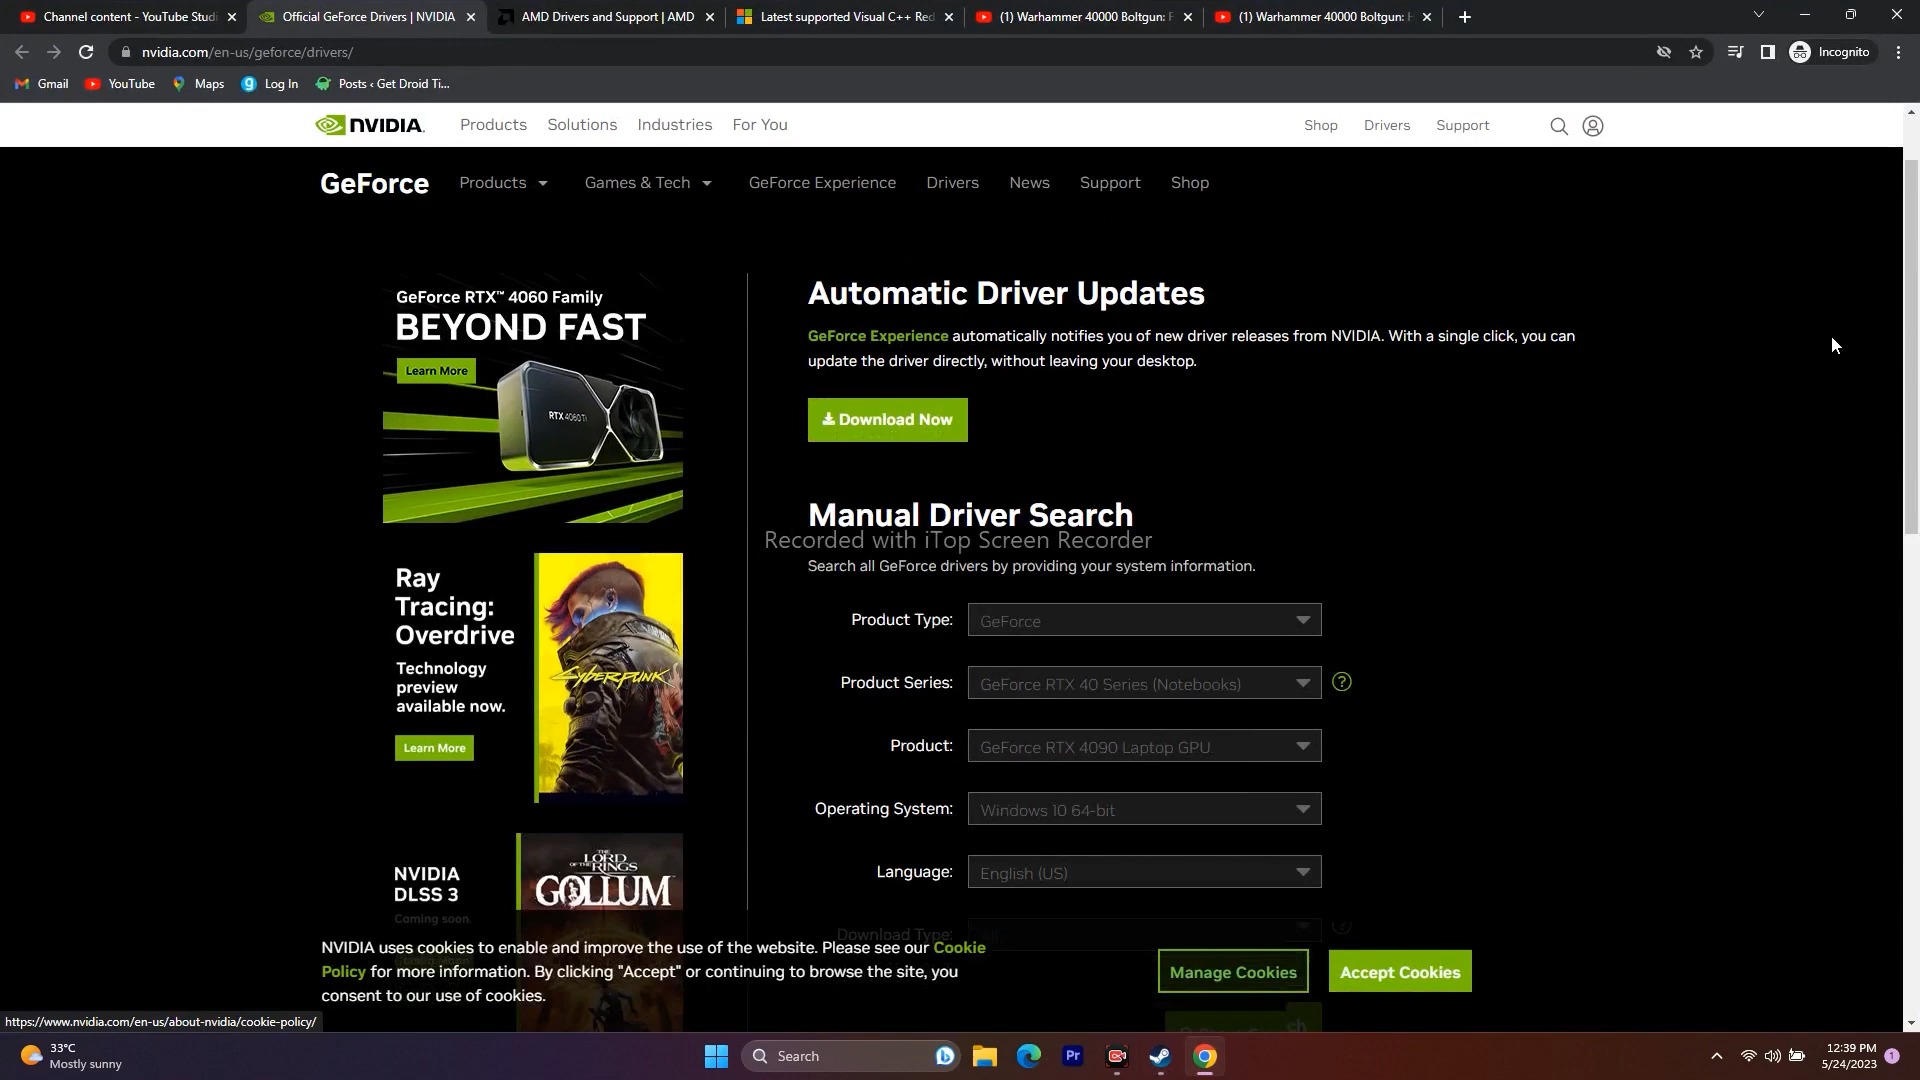 Channel content - YouTube Studi
Official GeForce Drivers | NVIDIA
AMD Drivers and Support | AMD
Latest supported Visual C++ Red
(1) Warhammer 40000 Boltgun: F
(1) Warhammer 40000 Boltgun: H
nvidia.com/en-us/geforce/drivers/
Incognito
Gmail
YouTube
Maps
Log In
Posts ‹ Get Droid Ti...
NVIDIA.
Products
Solutions
Industries
For You
Shop
Drivers
Support
GeForce
Products
Games & Tech
GeForce Experience
Drivers
News
Support
Shop
GeForce RTX™ 4060 Family
BEYOND FAST
Learn More
RTX 4060 Ti
Automatic Driver Updates
GeForce Experience automatically notifies you of new driver releases from NVIDIA. With a single click, you can
update the driver directly, without leaving your desktop.
Download Now
Manual Driver Search
Recorded with iTop Screen Recorder
Search all GeForce drivers by providing your system information.
Ray
Tracing:
Overdrive
Technology
preview
available now.
Learn More
CYBERPUNK
Product Type:
GeForce
Product Series:
GeForce RTX 40 Series (Notebooks)
?
Product:
GeForce RTX 4090 Laptop GPU
Operating System:
Windows 10 64-bit
Language:
English (US)
Download Type:
NVIDIA
DLSS 3
Coming soon.
THE
LORD
OF THE
RINGS
GOLLUM
NVIDIA uses cookies to enable and improve the use of the website. Please see our Cookie
Policy for more information. By clicking "Accept" or continuing to browse the site, you
consent to our use of cookies.
Manage Cookies
Accept Cookies
https://www.nvidia.com/en-us/about-nvidia/cookie-policy/
33°C
Mostly sunny
Search
Pr
12:39 PM
5/24/2023
1